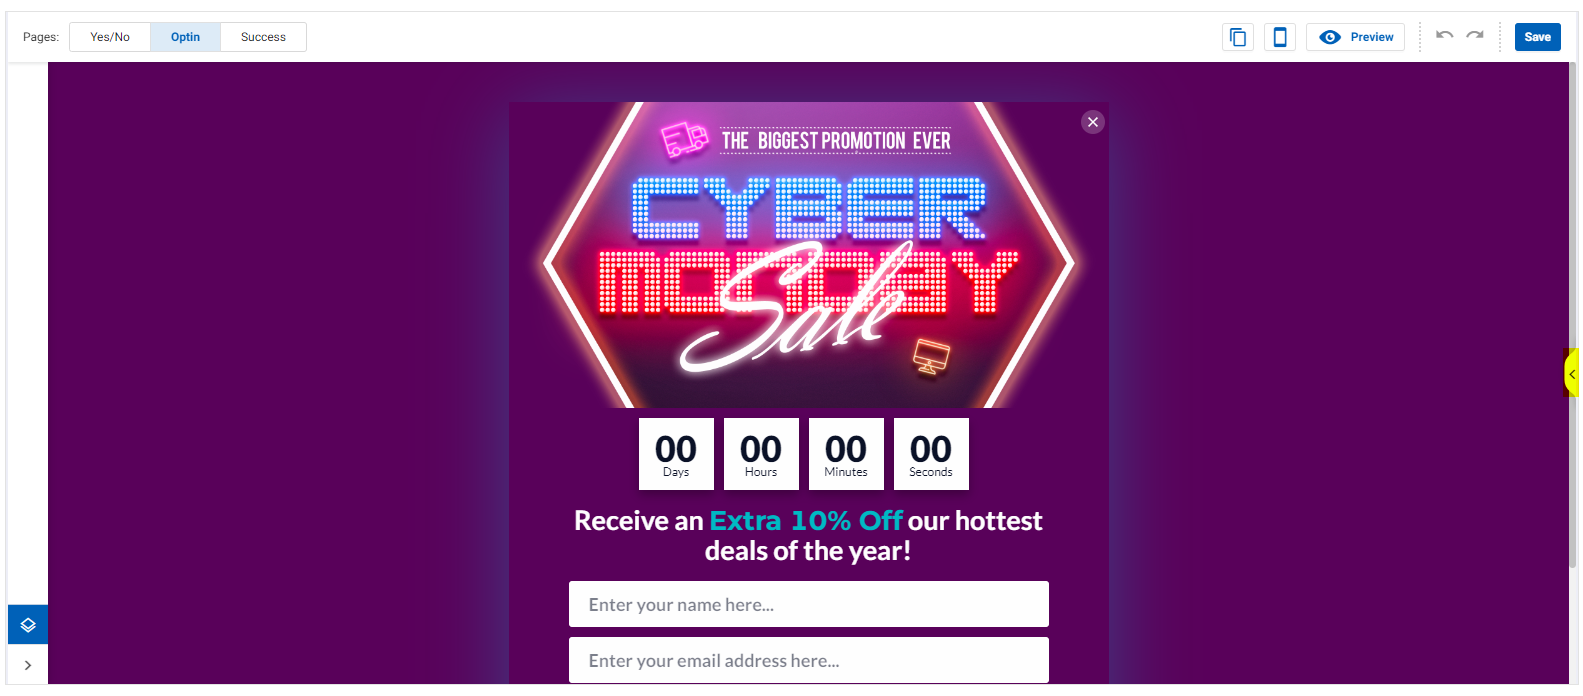 Pages: Yes/No Optin Success Preview Save
THE BIGGEST PROMOTION EVER
CYBER
MONDAY
Sale
00 00 00 00
Days Hours Minutes Seconds
Receive an Extra 10% Off our hottest
deals of the year!
Enter your name here...
Enter your email address here...